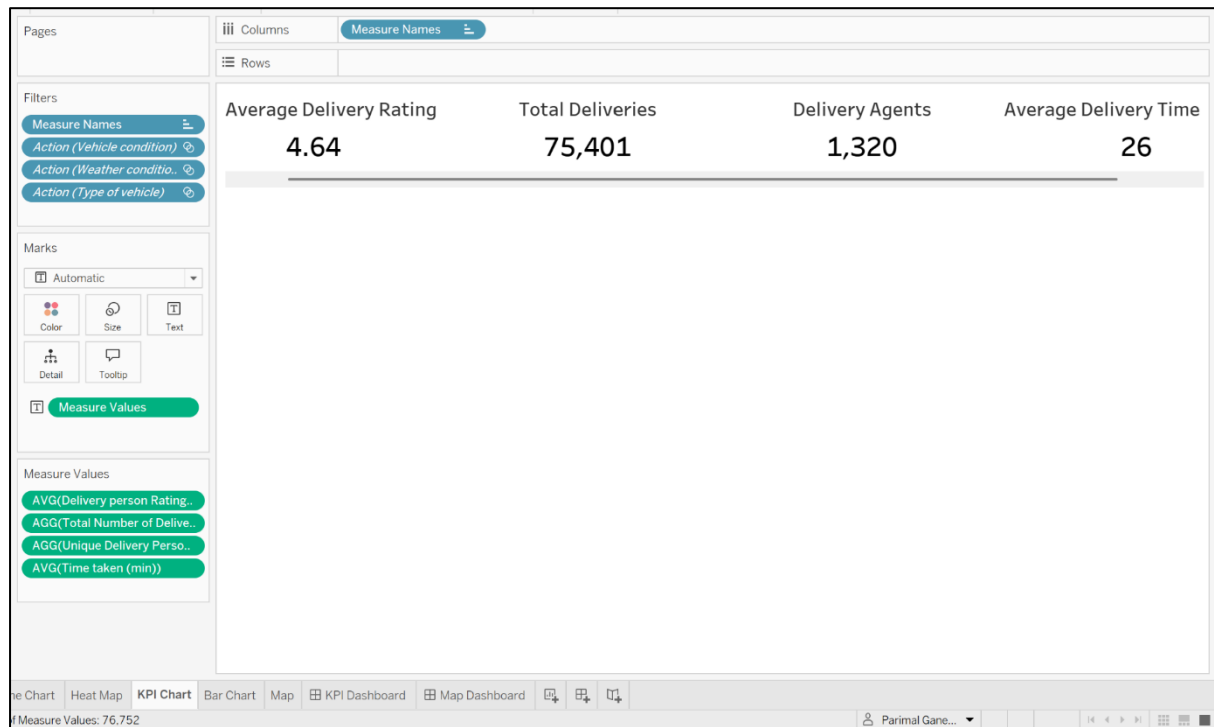 Pages
Columns
Measure Names
Rows
Filters
Measure Names
Action (Vehicle condition)
Action (Weather conditio..
Action (Type of vehicle)
Marks
Automatic
Color
Size
Text
Detail
Tooltip
Measure Values
Measure Values
AVG(Delivery person Rating..
AGG(Total Number of Delive..
AGG(Unique Delivery Perso..
AVG(Time taken (min))
Average Delivery Rating
Total Deliveries
Delivery Agents
Average Delivery Time
4.64
75,401
1,320
26
ne Chart
Heat Map
KPI Chart
Bar Chart
Map
KPI Dashboard
Map Dashboard
f Measure Values: 76,752
Parimal Gane...